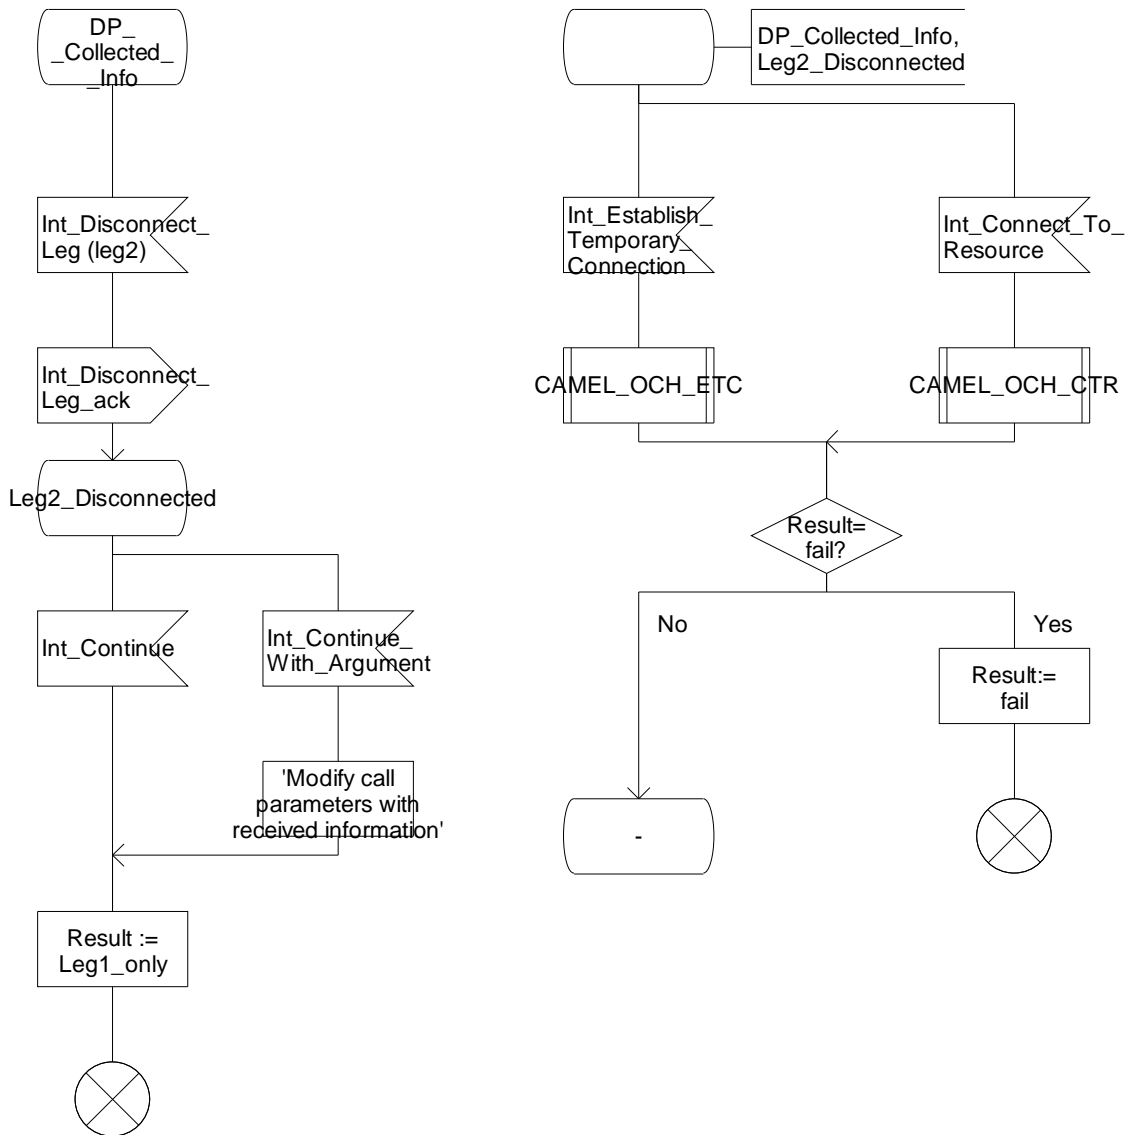 DP_
_Collected_
_Info
Int_Disconnect_
Leg (leg2)
Int_Disconnect_
Leg_ack
Leg2_Disconnected
Int_Continue
Int_Continue_
With_Argument
'Modify call
parameters with
received information'
Result :=
Leg1_only
DP_Collected_Info,
Leg2_Disconnected
Int_Establish_
Temporary_
Connection
Int_Connect_To_
Resource
CAMEL_OCH_ETC
CAMEL_OCH_CTR
Result=
fail?
No
Yes
Result:=
fail
-